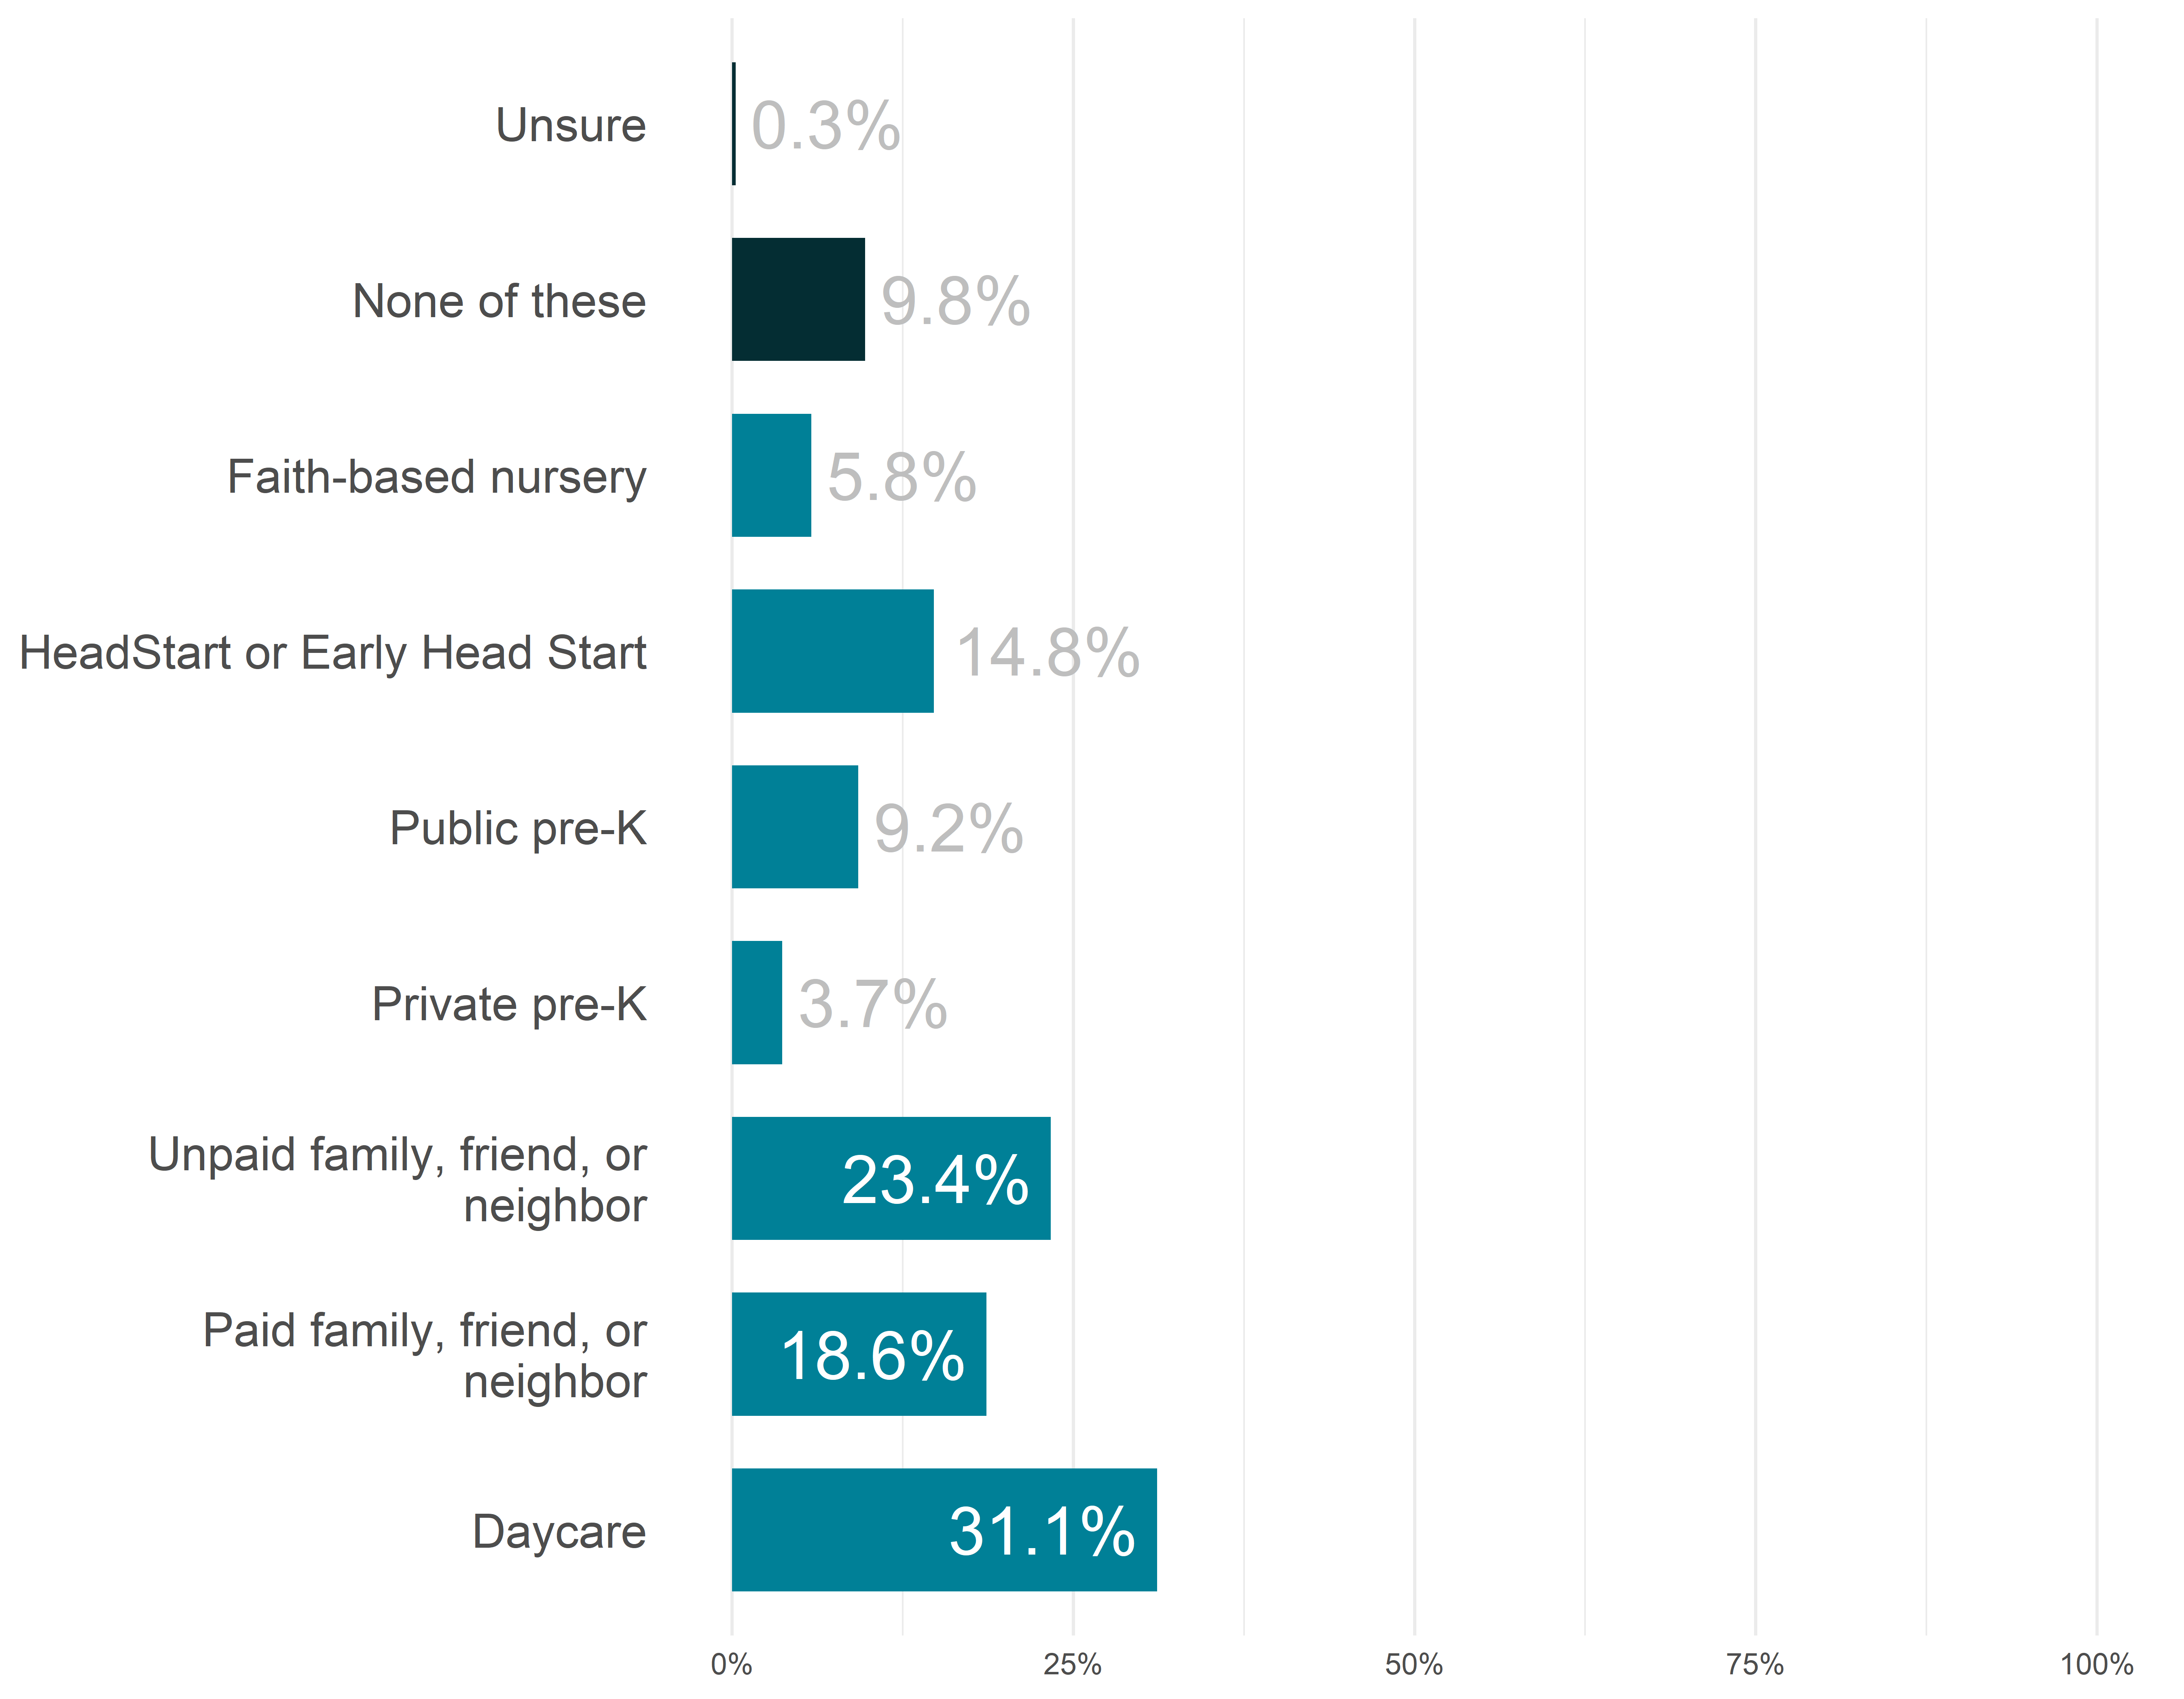 Unsure
0.3%
None of these
9.8%
Faith-based nursery
5.8%
HeadStart or Early Head Start
14.8%
Public pre-K
9.2%
Private pre-K
3.7%
Unpaid family, friend, or
neighbor
23.4%
Paid family, friend, or
neighbor
18.6%
Daycare
31.1%
0% 25% 50% 75% 100%